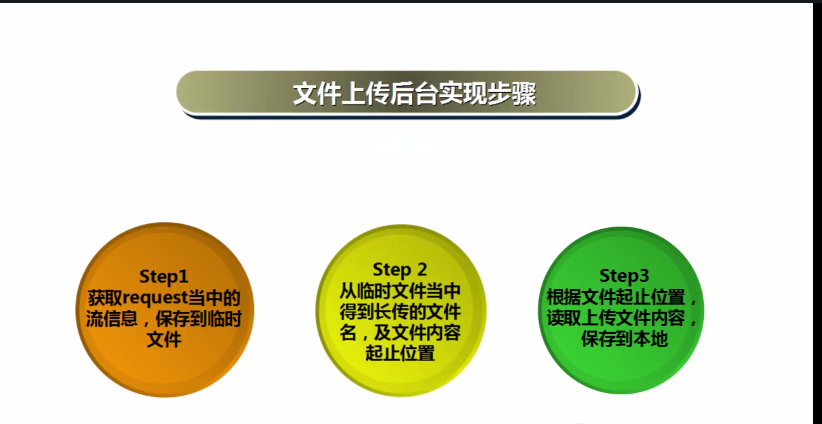 文件上传后台实现步骤
Step1
获取request当中的
流信息，保存到临时
文件
Step 2
从临时文件当中
得到长传的文件
名，及文件内容
起止位置
Step3
根据文件起止位置，
读取上传文件内容，
保存到本地